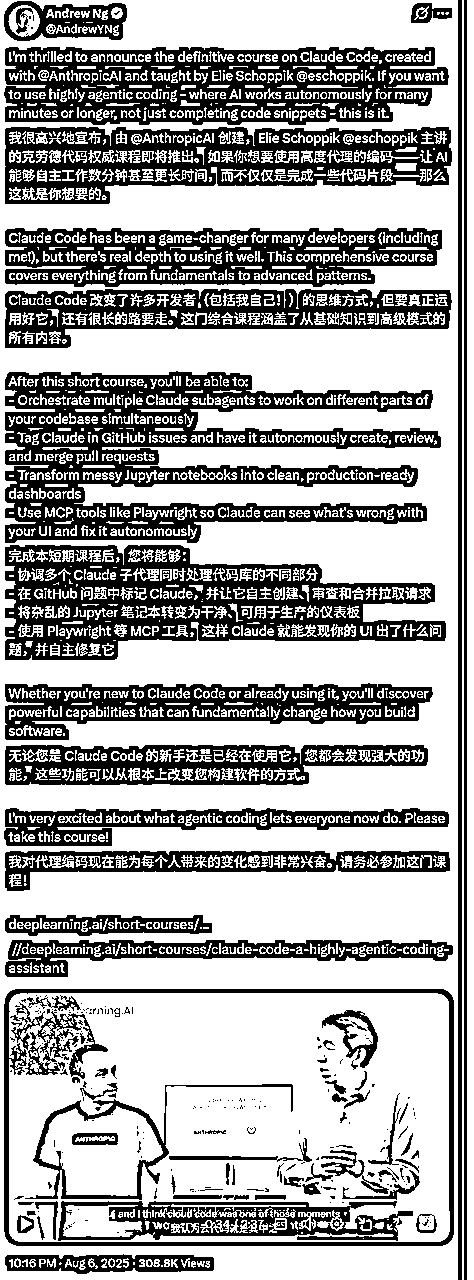 Andrew Ng
@AndrewYNg
I'm thrilled to announce the definitive course on Claude Code, created
with @AnthropicAI and taught by Elie Schoppik @eschoppik. If you want
to use highly agentic coding - where AI works autonomously for many
minutes or longer, not just completing code snippets - this is it.
我很高兴地宣布，由 @AnthropicAI 创建，Elie Schoppik @eschoppik 主讲
的克劳德代码权威课程即将推出。如果你想要使用高度代理的编码——让 AI
能够自主工作数分钟甚至更长时间，而不仅仅是完成一些代码片段——那么
这就是你想要的。
Claude Code has been a game-changer for many developers (including
me!), but there's real depth to using it well. This comprehensive course
covers everything from fundamentals to advanced patterns.
Claude Code 改变了许多开发者（包括我自己！）的思维方式，但要真正运
用好它，还有很长的路要走。这门综合课程涵盖了从基础知识到高级模式的
所有内容。
After this short course, you'll be able to:
- Orchestrate multiple Claude subagents to work on different parts of
your codebase simultaneously
- Tag Claude in GitHub issues and have it autonomously create, review,
and merge pull requests
- Transform messy Jupyter notebooks into clean, production-ready
dashboards
- Use MCP tools like Playwright so Claude can see what's wrong with
your UI and fix it autonomously
完成本短期课程后，您将能够：
- 协调多个 Claude 子代理同时处理代码库的不同部分
- 在 GitHub 问题中标记 Claude，并让它自主创建、审查和合并拉取请求
- 将杂乱的 Jupyter 笔记本转变为干净、可用于生产的仪表板
- 使用 Playwright 等 MCP 工具，这样 Claude 就能发现你的 UI 出了什么问
题，并自主修复它
Whether you're new to Claude Code or already using it, you'll discover
powerful capabilities that can fundamentally change how you build
software.
无论您是 Claude Code 的新手还是已经在使用它，您都会发现强大的功
能，这些功能可以从根本上改变您构建软件的方式。
I'm very excited about what agentic coding lets everyone now do. Please
take this course!
我对代理编码现在能为每个人带来的变化感到非常兴奋。请务必参加这门课
程！
deeplearning.ai/short-courses/…
//deeplearning.ai/short-courses/claude-code-a-highly-agentic-coding-
assistant
ANTHROPIC
ANTHROPIC
and I think cloud code was one of those moments
10:16 PM · Aug 6, 2025 · 308.8K Views